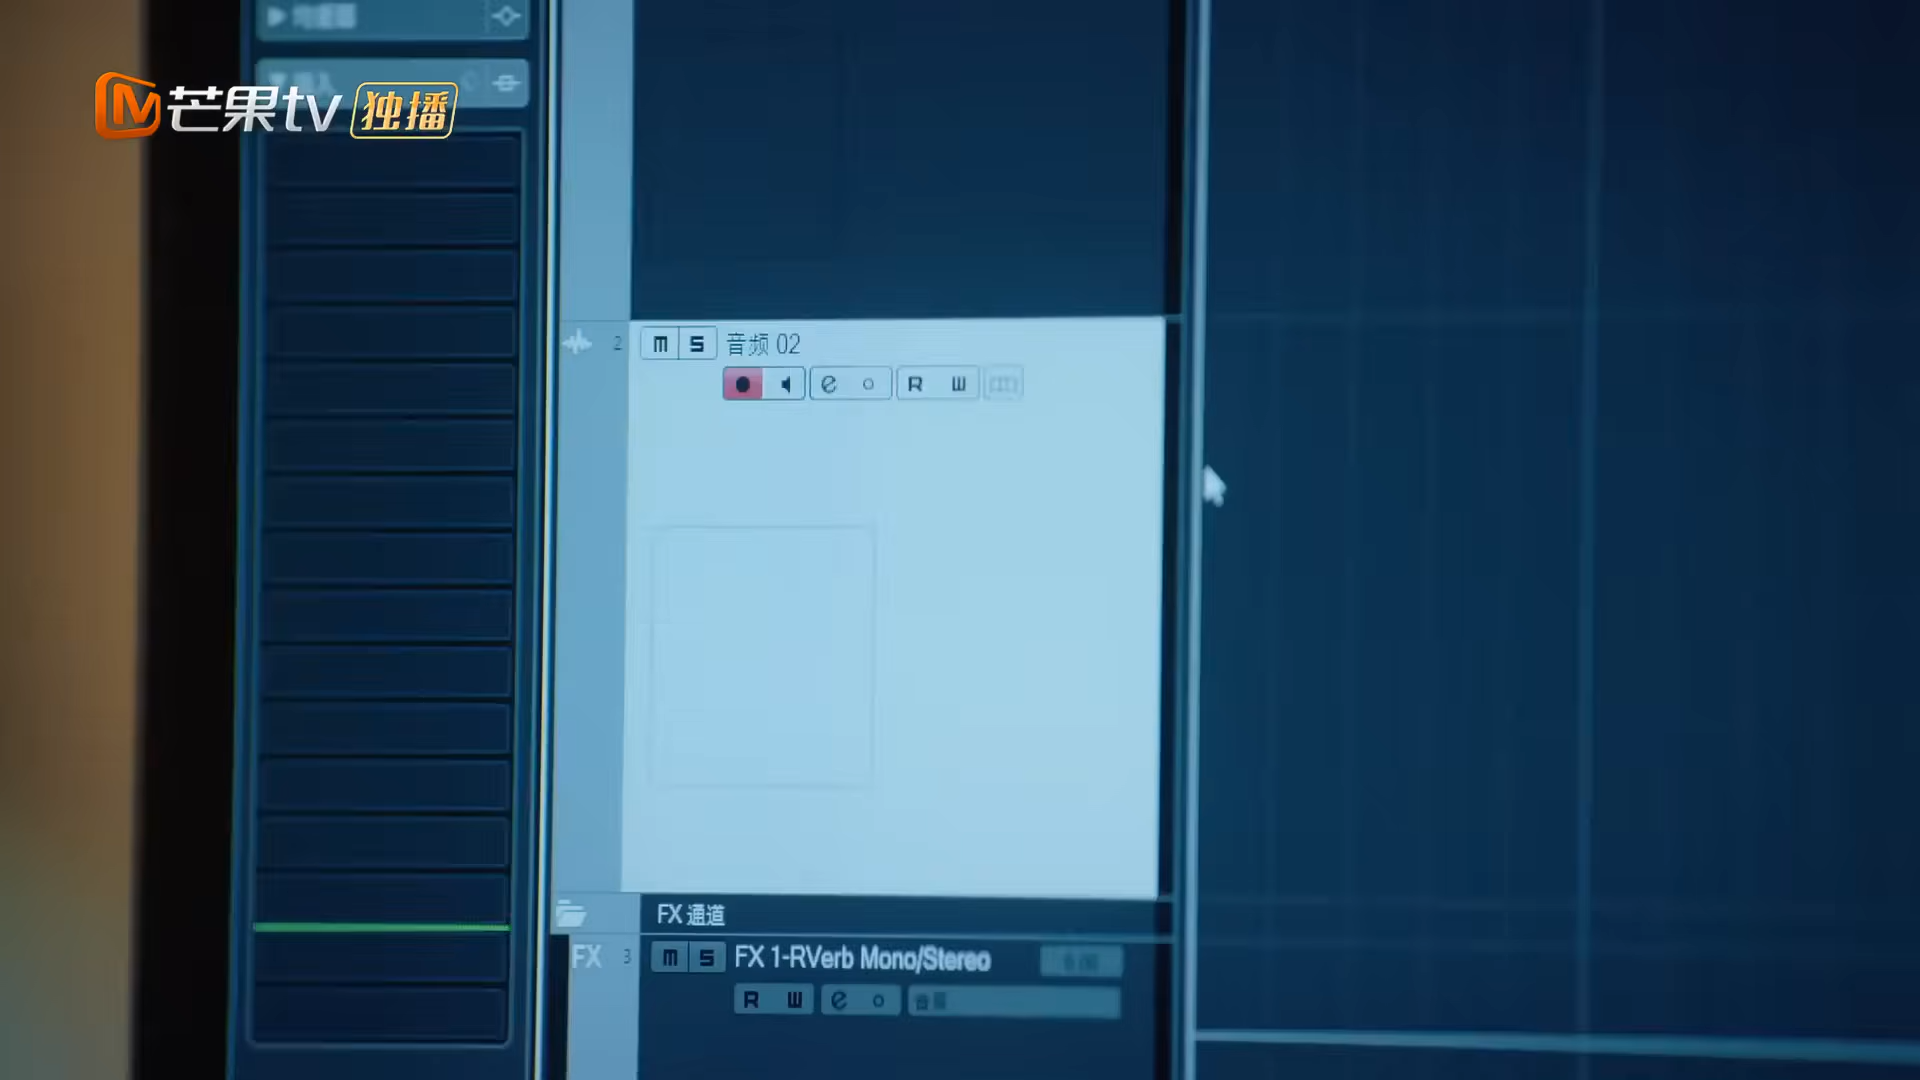 芒果tv 独播
2 m S 音频 02
e R W
FX 通道
FX 3 m S FX 1-RVerb Mono/Stereo
R W e